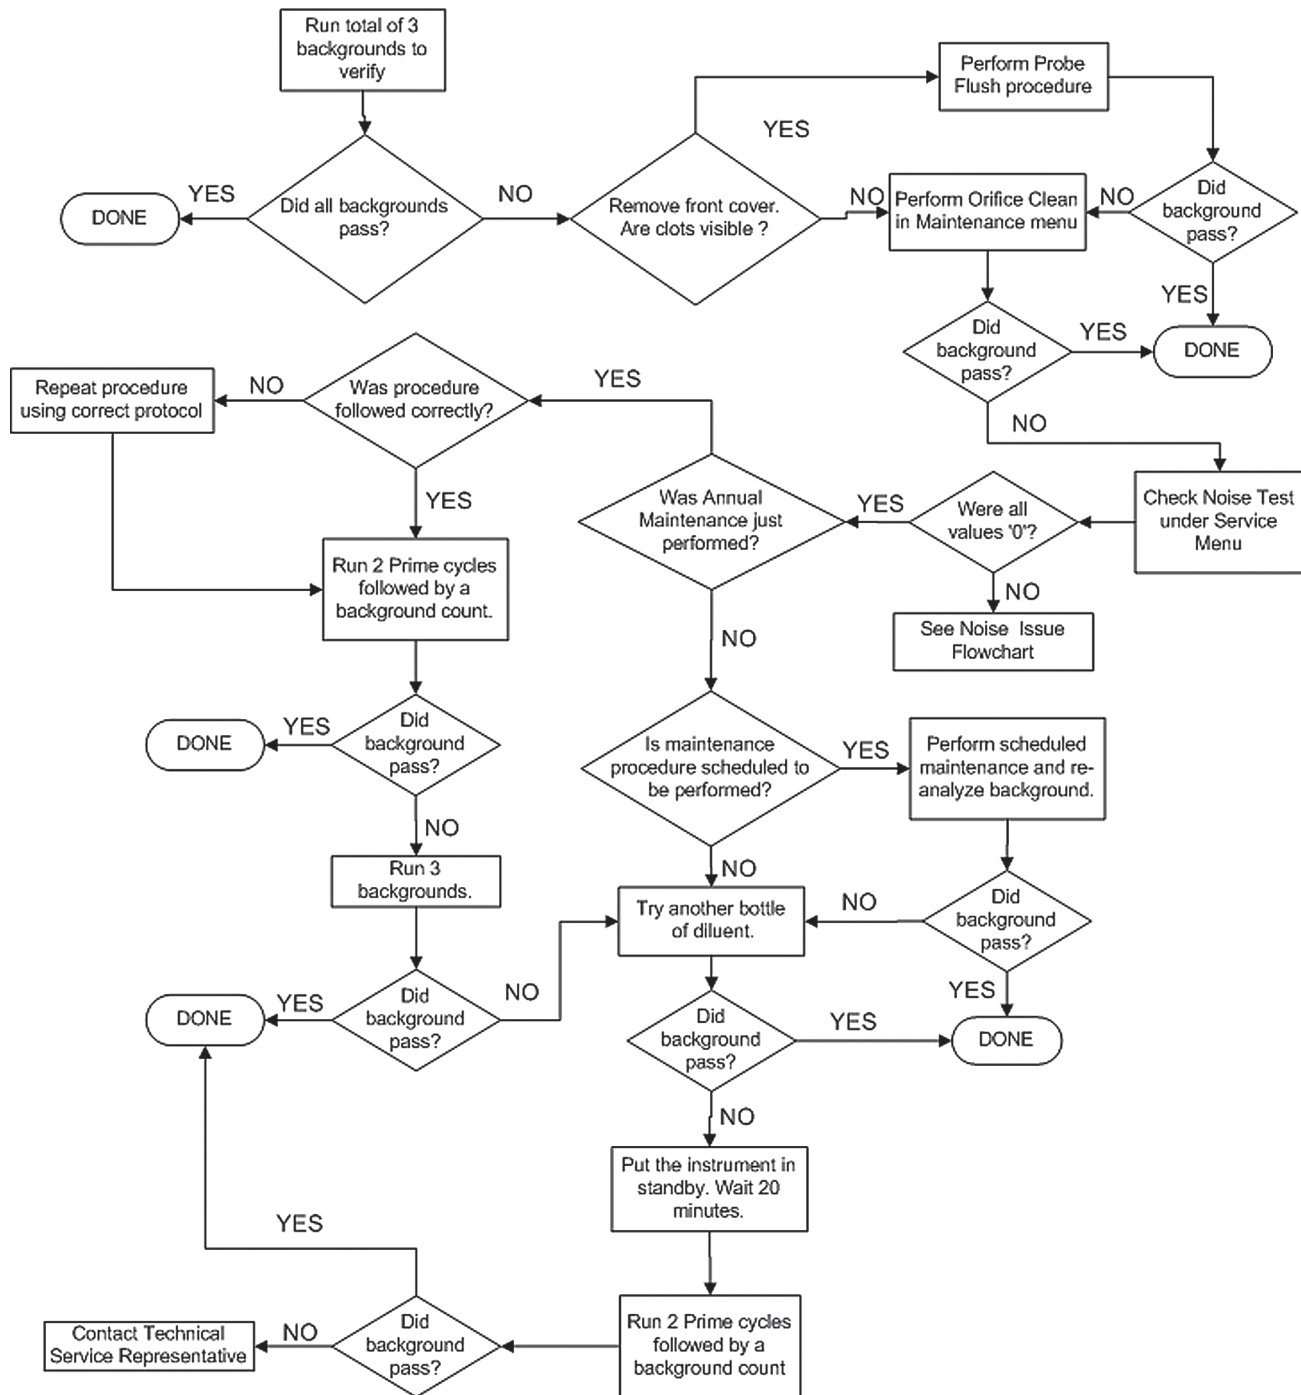 Run total of 3
backgrounds to
verify
Perform Probe
Flush procedure
YES
YES
DONE
Did all backgrounds
pass?
NO
Remove front cover.
Are clots visible ?
NO
Perform Orifice Clean
in Maintenance menu
NO
Did
background
pass?
YES
Did
background
pass?
YES
DONE
NO
Repeat procedure
using correct protocol
NO
Was procedure
followed correctly?
YES
YES
Was Annual
Maintenance just
performed?
YES
Were all
values '0'?
Check Noise Test
under Service
Menu
NO
See Noise Issue
Flowchart
Run 2 Prime cycles
followed by a
background count.
NO
DONE
YES
Did
background
pass?
Is maintenance
procedure scheduled to
be performed?
YES
Perform scheduled
maintenance and re-
analyze background.
NO
NO
Run 3
backgrounds.
Try another bottle
of diluent.
NO
Did
background
pass?
YES
DONE
YES
Did
background
pass?
NO
Did
background
pass?
YES
DONE
NO
Put the instrument in
standby. Wait 20
minutes.
YES
Contact Technical
Service Representative
NO
Did
background
pass?
Run 2 Prime cycles
followed by a
background count